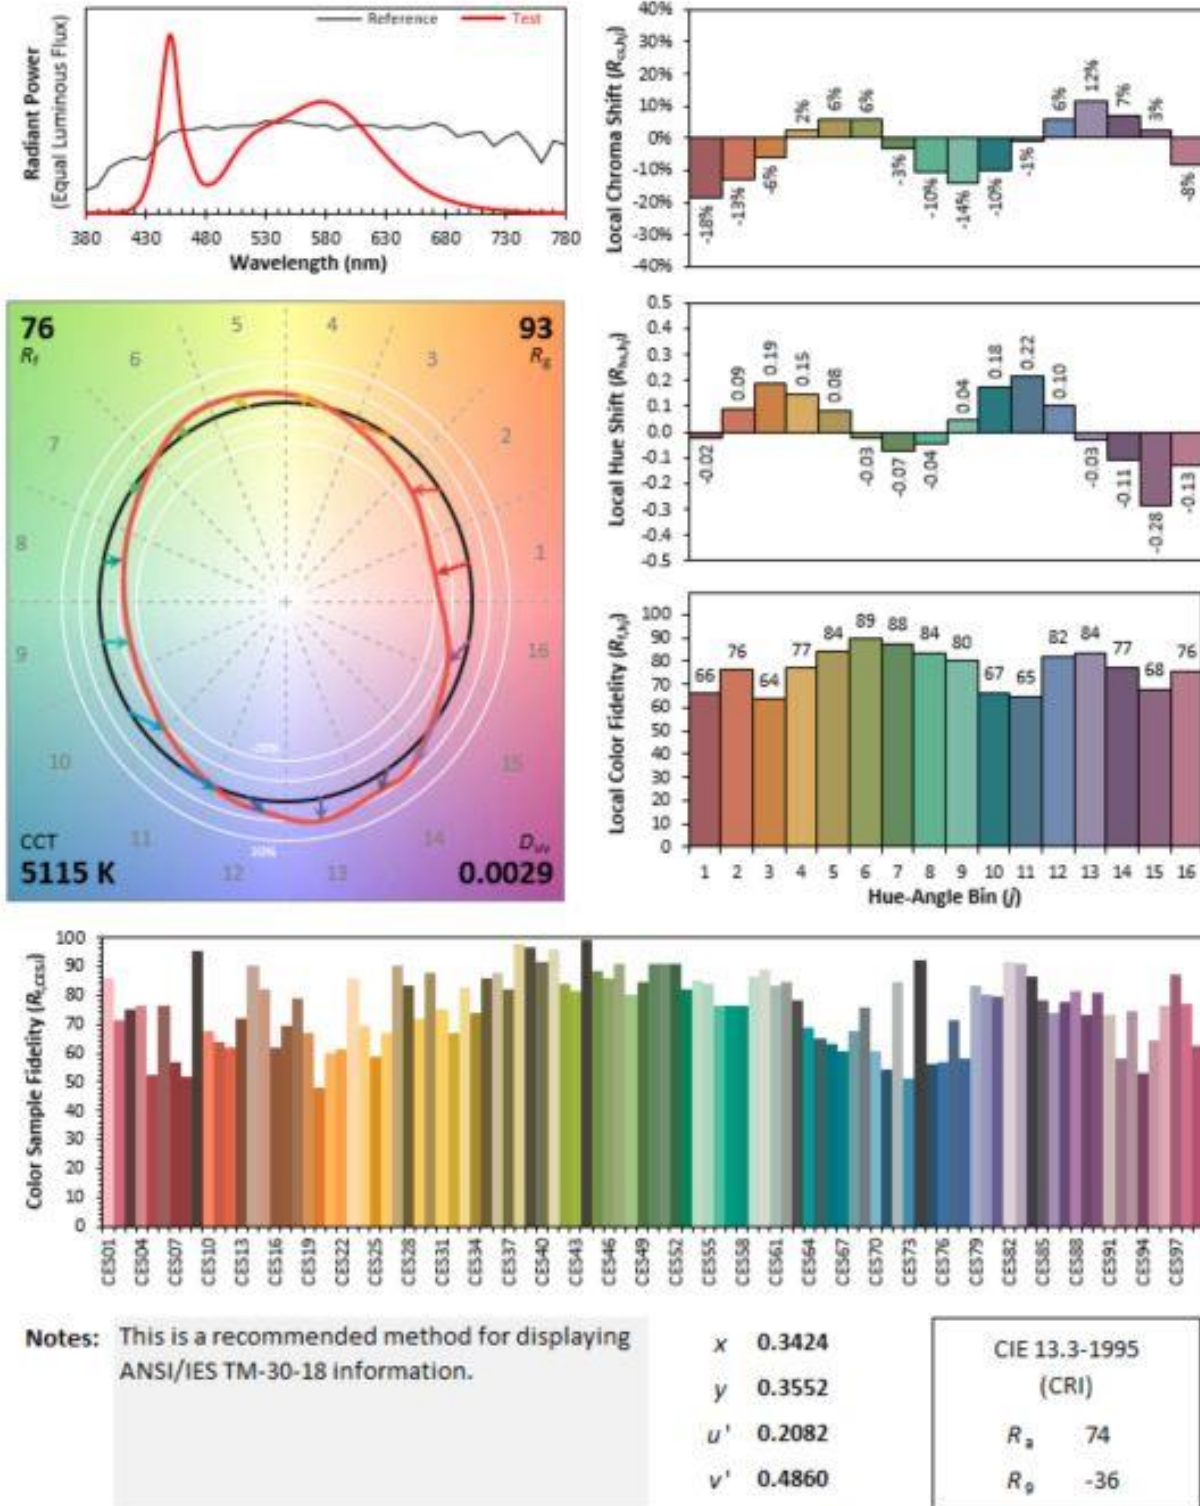 Reference
Test
Radiant Power
(Equal Luminous Flux)
380 430 480 530 580 630 680 730 780
Wavelength (nm)
Local Chroma Shift (Rcs,hj)
40%
30%
20%
10%
0%
-10%
-20%
-30%
-40%
-18% -13% -6% 2% 6% 6% -3% -10% -14% -10% -1% 6% 12% 7% 3% -8%
76
Rf
93
Rg
5 4
6 3
7 2
8 1
9 16
10 15
11 14
12 13
-20%
20%
CCT
5115 K
Duv
0.0029
Local Hue Shift (Rhs,hj)
0.5
0.4
0.3
0.2
0.1
0.0
-0.1
-0.2
-0.3
-0.4
-0.5
-0.02 0.09 0.19 0.15 0.08 -0.03 -0.07 -0.04 0.04 0.18 0.22 0.10 -0.03 -0.11 -0.28 -0.13
Local Color Fidelity (Rf,hj)
100
90
80
70
60
50
40
30
20
10
0
66 76 64 77 84 89 88 84 80 67 65 82 84 77 68 76
1 2 3 4 5 6 7 8 9 10 11 12 13 14 15 16
Hue-Angle Bin (j)
Color Sample Fidelity (Rf,CESi)
100
90
80
70
60
50
40
30
20
10
0
CES01 CES04 CES07 CES10 CES13 CES16 CES19 CES22 CES25 CES28 CES31 CES34 CES37 CES40 CES43 CES46 CES49 CES52 CES55 CES58 CES61 CES64 CES67 CES70 CES73 CES76 CES79 CES82 CES85 CES88 CES91 CES94 CES97
Notes: This is a recommended method for displaying
ANSI/IES TM-30-18 information.
x 0.3424
y 0.3552
u' 0.2082
v' 0.4860
CIE 13.3-1995
(CRI)
Ra 74
R9 -36